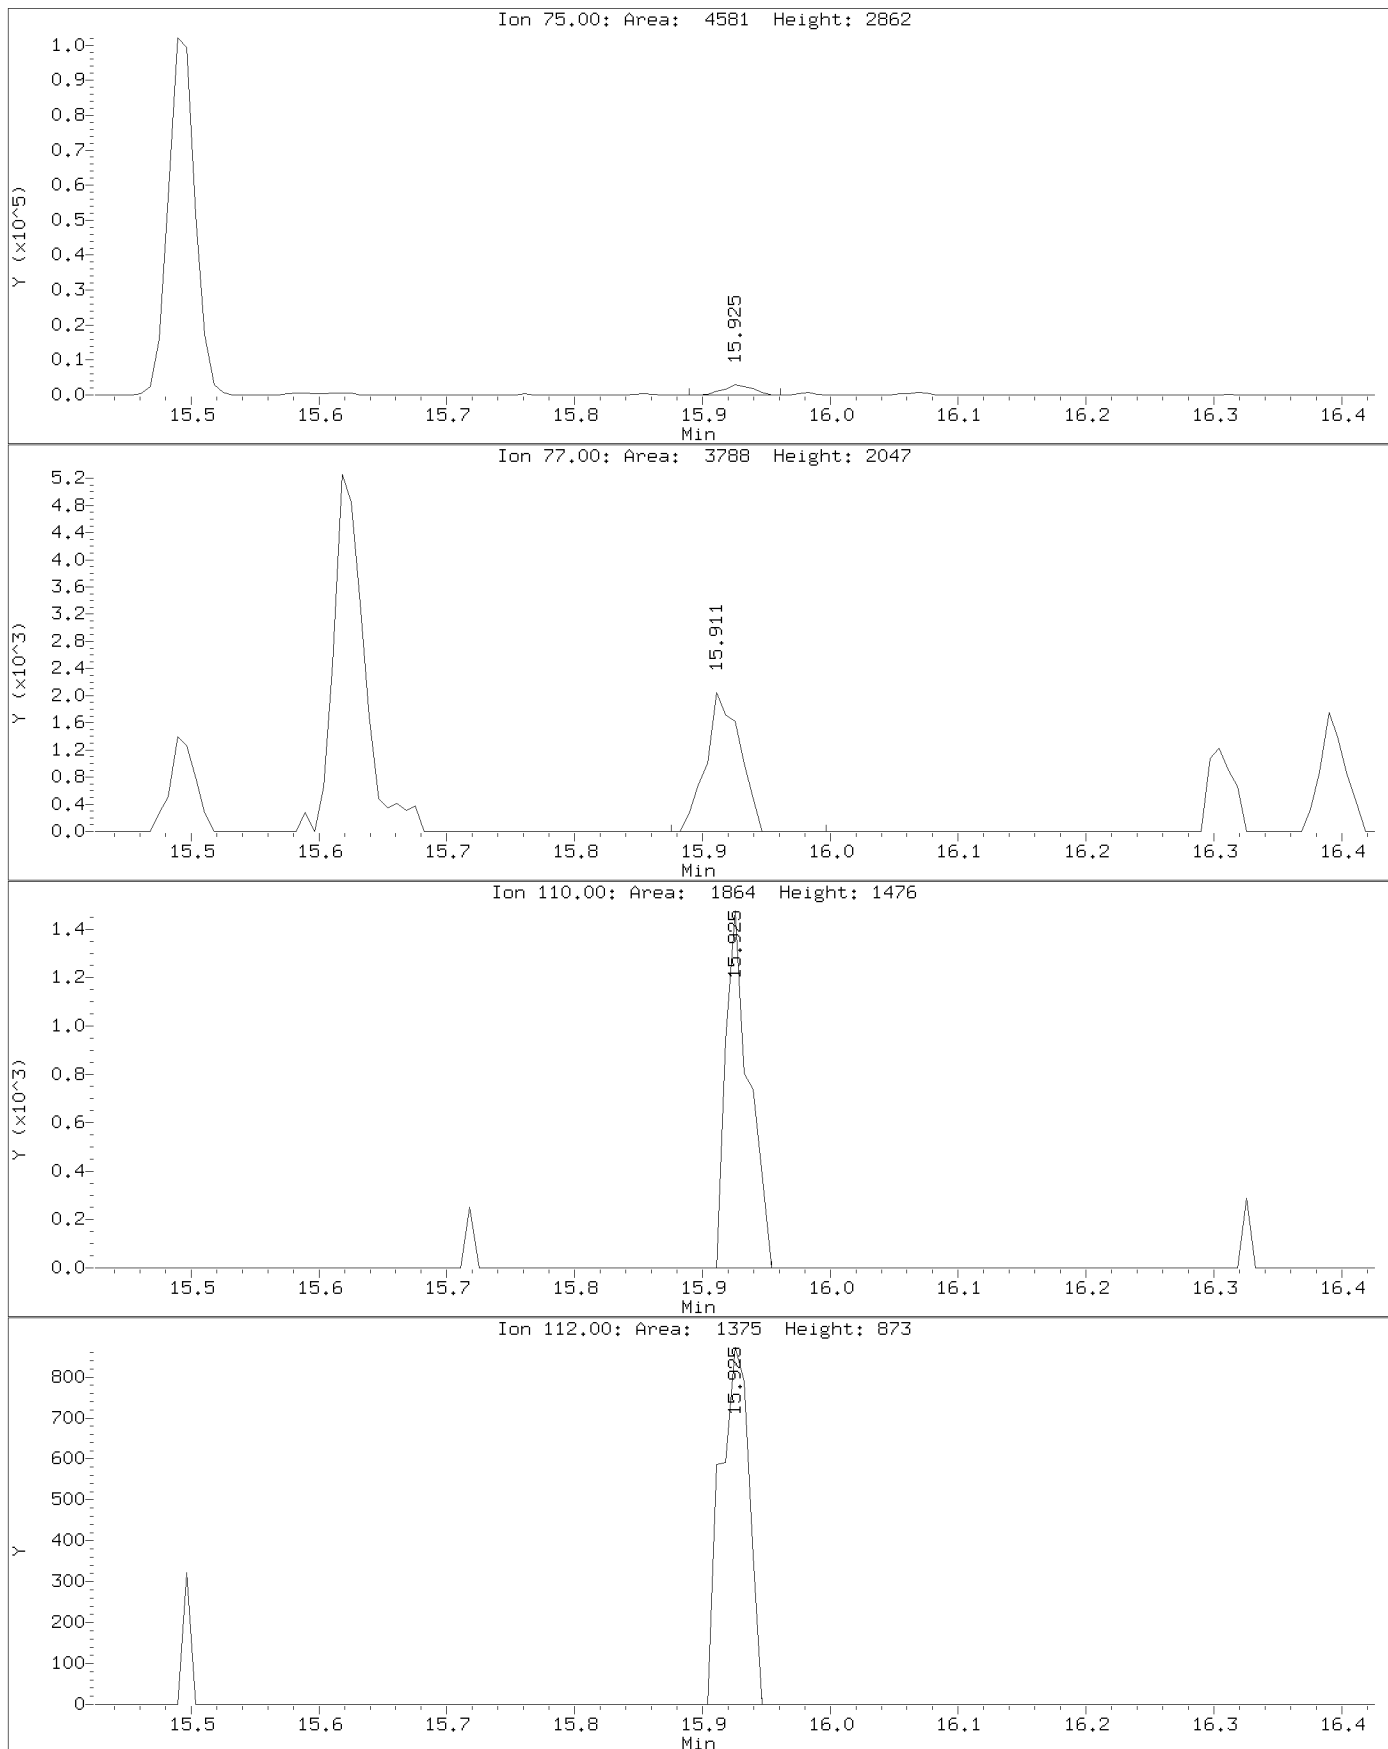 Ion 75.00: Area: 4581 Height: 2862
1.0
0.9
0.8
0.7
0.6
0.5
0.4
0.3
0.2
0.1
0.0
Y (x10^5)
15.925
15.5 15.6 15.7 15.8 15.9 16.0 16.1 16.2 16.3 16.4
Min
Ion 77.00: Area: 3788 Height: 2047
5.2
4.8
4.4
4.0
3.6
3.2
2.8
2.4
2.0
1.6
1.2
0.8
0.4
0.0
Y (x10^3)
15.911
15.5 15.6 15.7 15.8 15.9 16.0 16.1 16.2 16.3 16.4
Min
Ion 110.00: Area: 1864 Height: 1476
1.4
1.2
1.0
0.8
0.6
0.4
0.2
0.0
Y (x10^3)
15.925
15.5 15.6 15.7 15.8 15.9 16.0 16.1 16.2 16.3 16.4
Min
Ion 112.00: Area: 1375 Height: 873
800
700
600
500
400
300
200
100
0
Y
15.925
15.5 15.6 15.7 15.8 15.9 16.0 16.1 16.2 16.3 16.4
Min